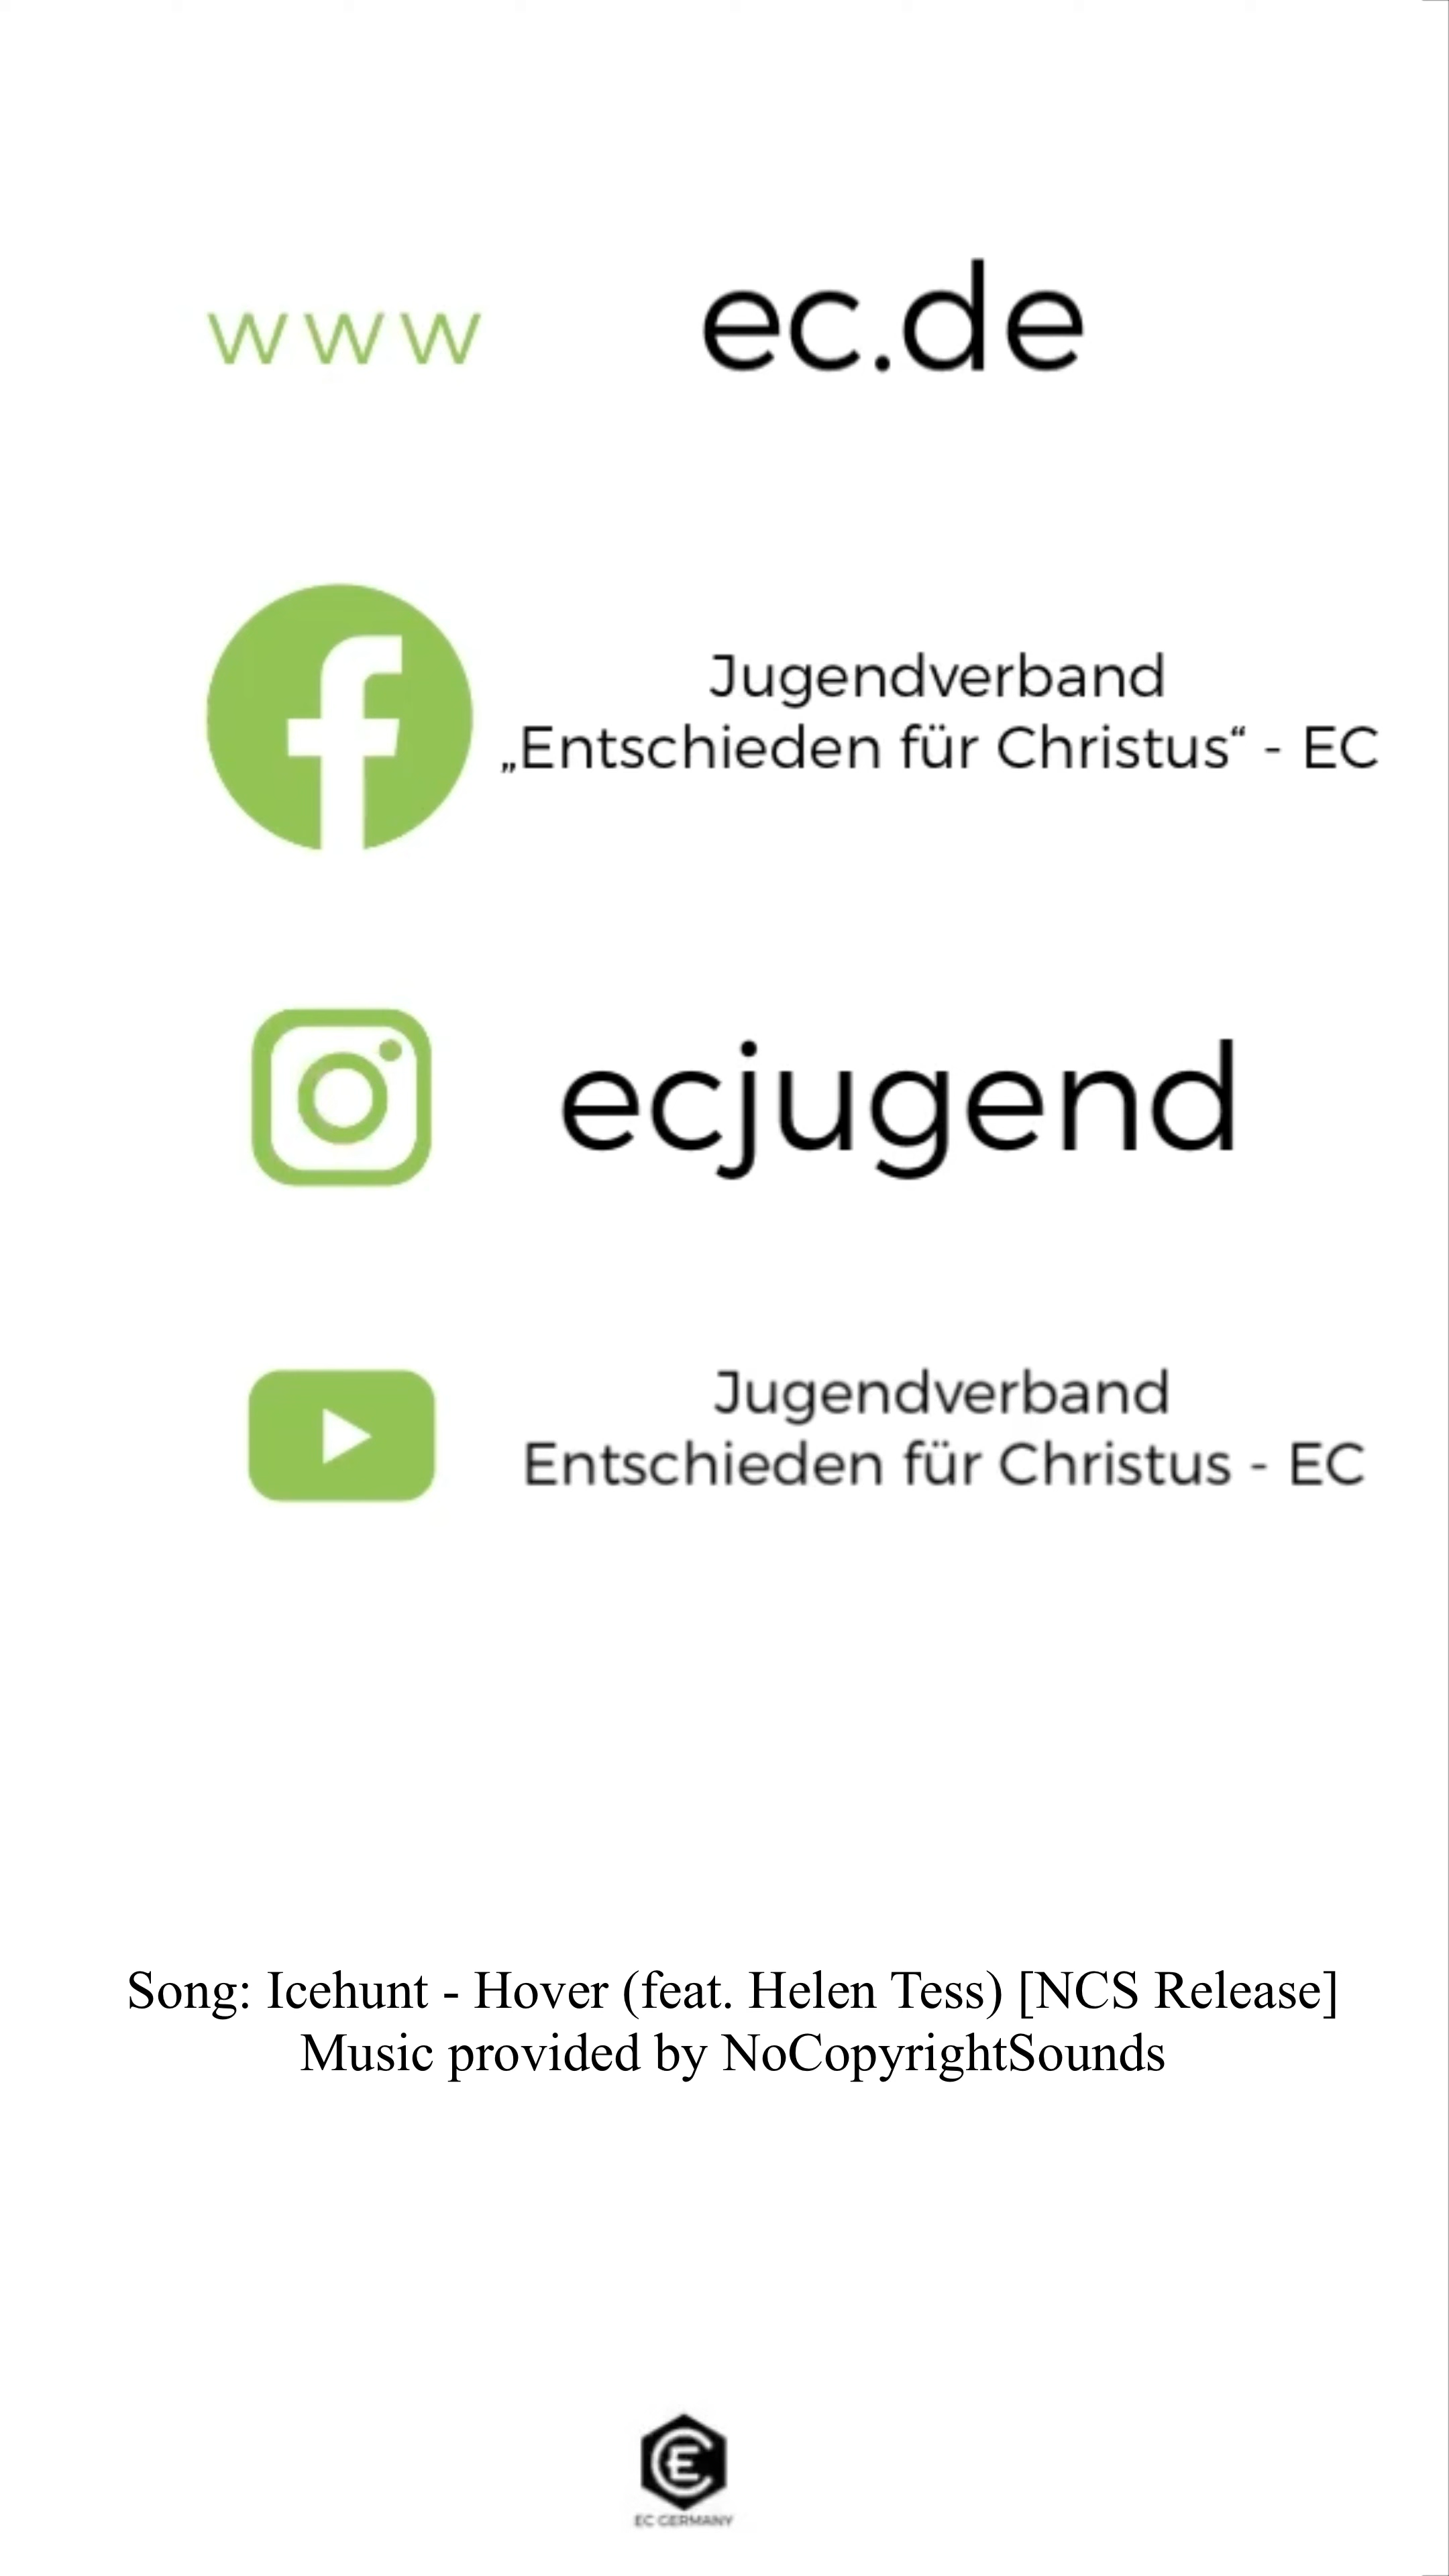 www ec.de
Jugendverband
„Entschieden für Christus“ - EC
ecjugend
Jugendverband
Entschieden für Christus - EC
Song: Icehunt - Hover (feat. Helen Tess) [NCS Release]
Music provided by NoCopyrightSounds
EC
EC GERMANY